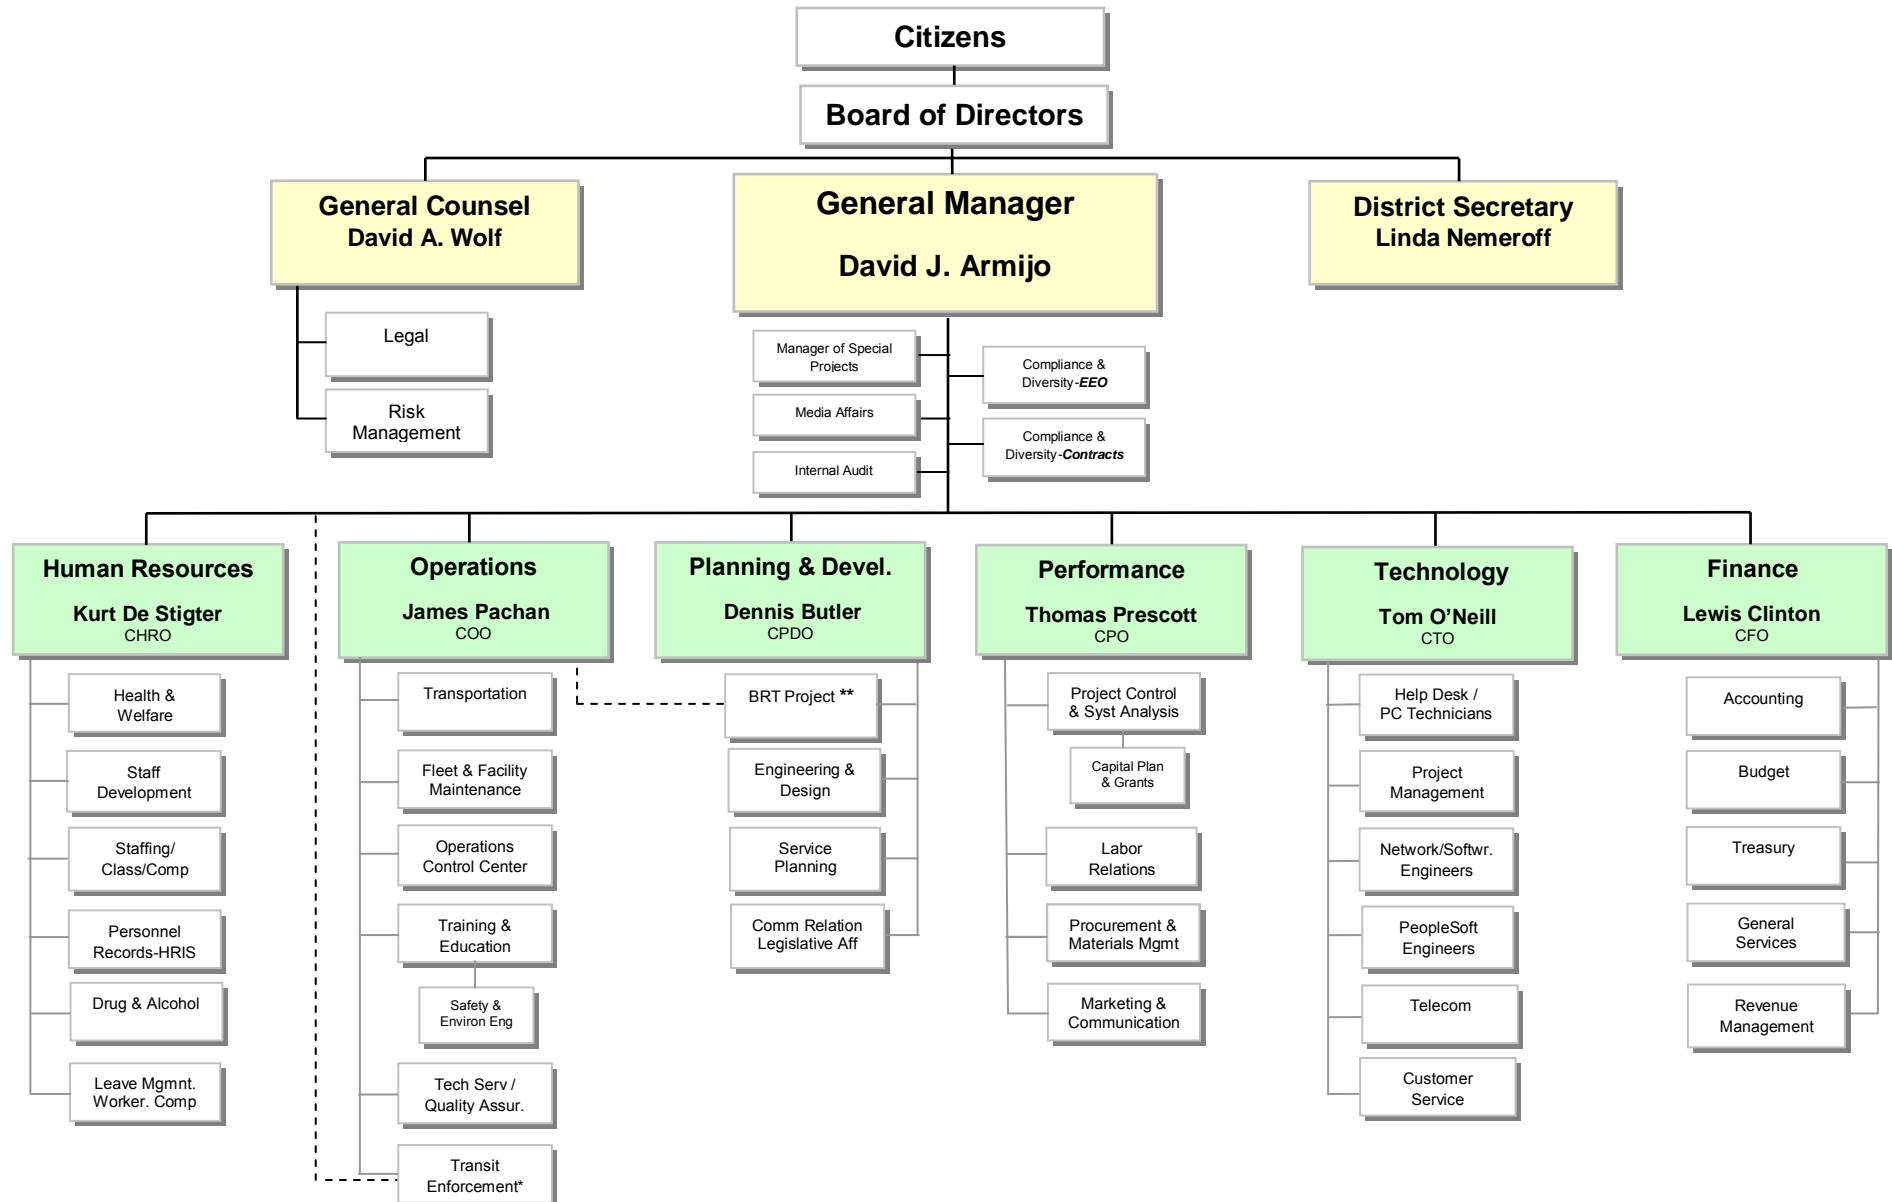 Citizens
Board of Directors
General Counsel
David A. Wolf
General Manager
David J. Armijo
District Secretary
Linda Nemeroff
Legal
Risk
Management
Manager of Special
Projects
Compliance &
Diversity-EEO
Media Affairs
Compliance &
Diversity-Contracts
Internal Audit
Human Resources
Kurt De Stigter
CHRO
Health &
Welfare
Staff
Development
Staffing/
Class/Comp
Personnel
Records-HRIS
Drug & Alcohol
Leave Mgmnt.
Worker. Comp
Operations
James Pachan
COO
Transportation
Fleet & Facility
Maintenance
Operations
Control Center
Training &
Education
Safety &
Environ Eng
Tech Serv /
Quality Assur.
Transit
Enforcement*
Planning & Devel.
Dennis Butler
CPDO
BRT Project **
Engineering &
Design
Service
Planning
Comm Relation
Legislative Aff
Performance
Thomas Prescott
CPO
Project Control
& Syst Analysis
Capital Plan
& Grants
Labor
Relations
Procurement &
Materials Mgmt
Marketing &
Communication
Technology
Tom O’Neill
CTO
Help Desk /
PC Technicians
Project
Management
Network/Softwr.
Engineers
PeopleSoft
Engineers
Telecom
Customer
Service
Finance
Lewis Clinton
CFO
Accounting
Budget
Treasury
General
Services
Revenue
Management